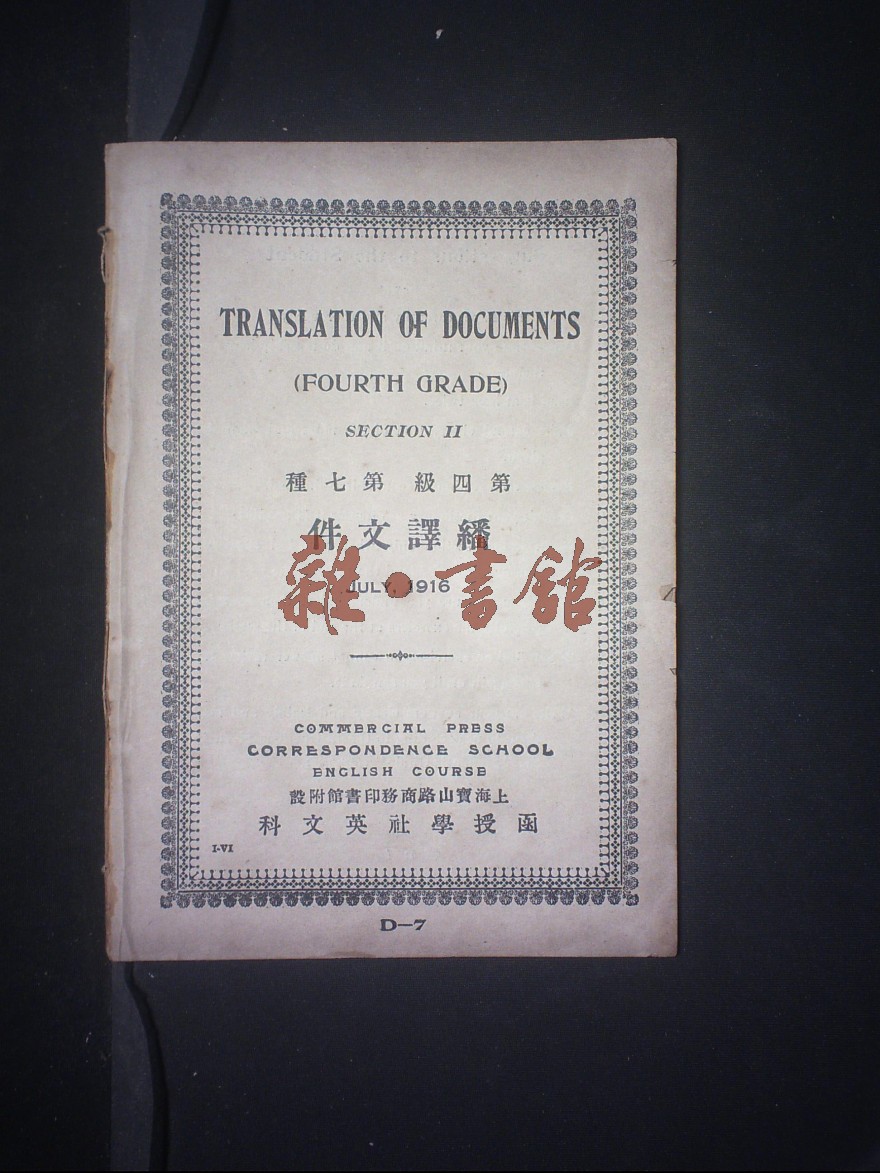 TRANSLATION OF DOCUMENTS
(FOURTH GRADE)
SECTION II
第四級 第七種
繙譯文件
JULY, 1916
雜·書館
COMMERCIAL PRESS
CORRESPONDENCE SCHOOL
ENGLISH COURSE
上海寶山路商務印書館附設
函授學社英文科
I-VI
D—7